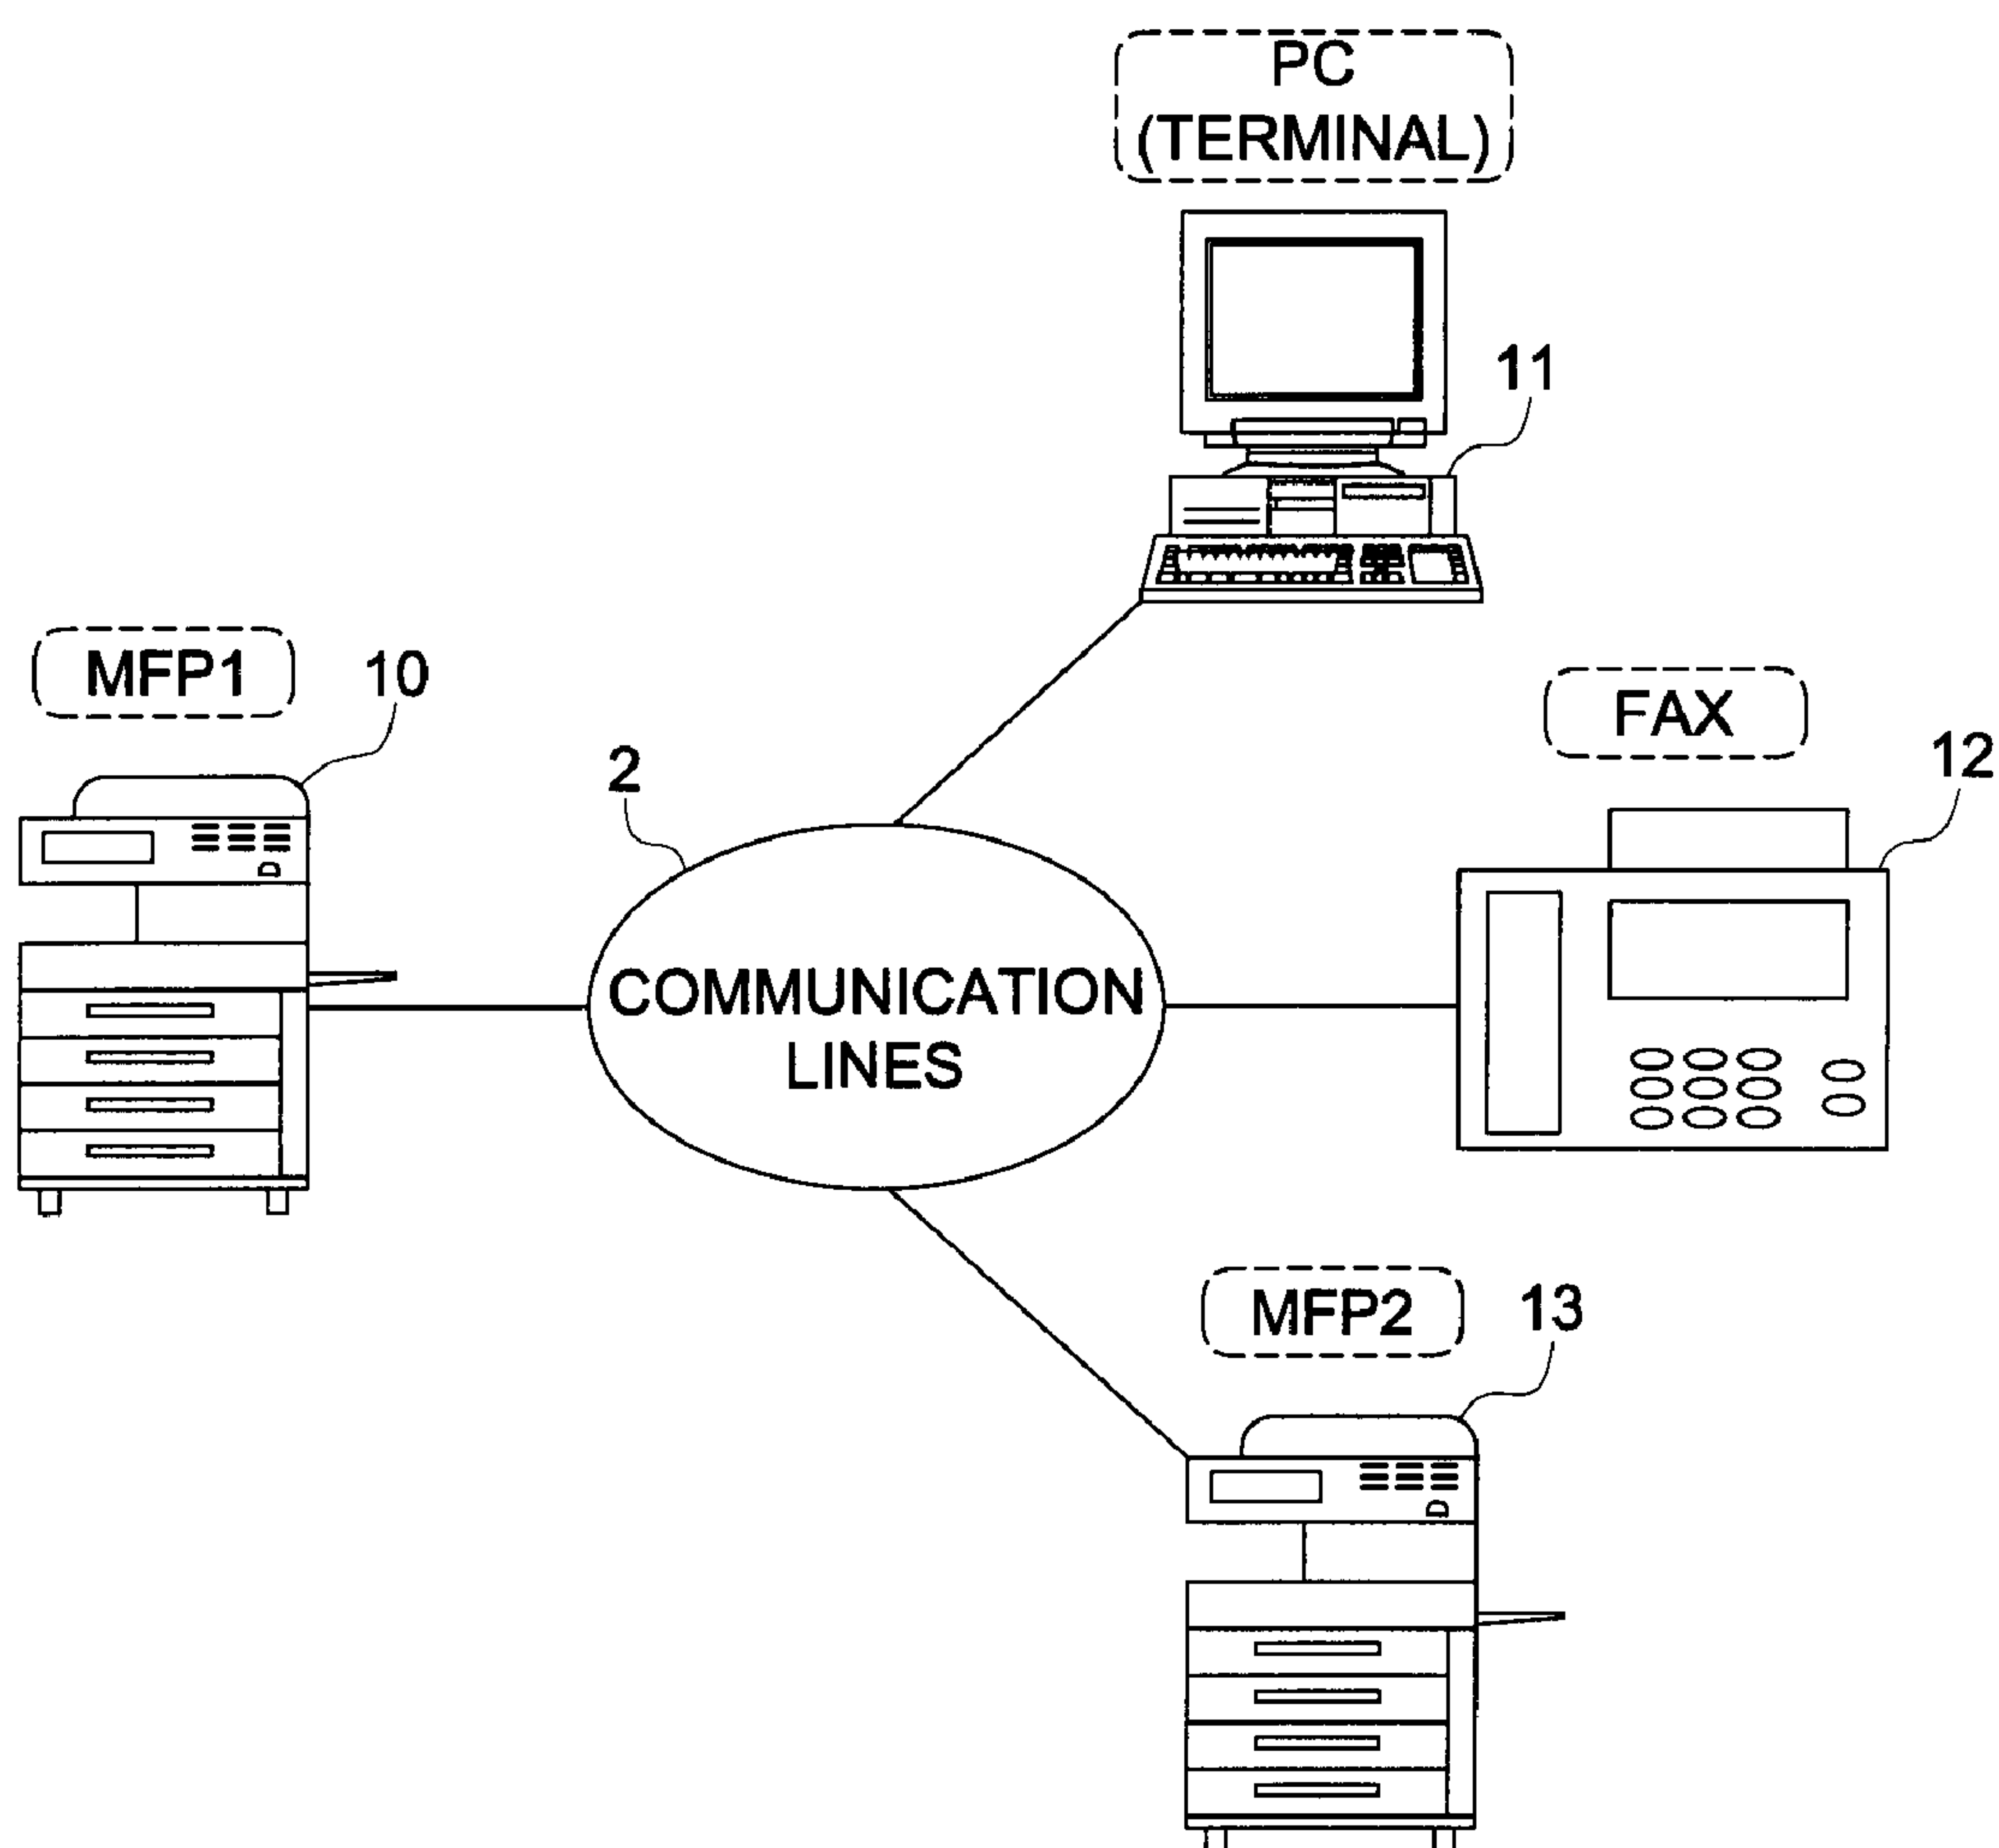 PC
(TERMINAL)
11
MFP1
10
FAX
12
2
COMMUNICATION
LINES
MFP2
13